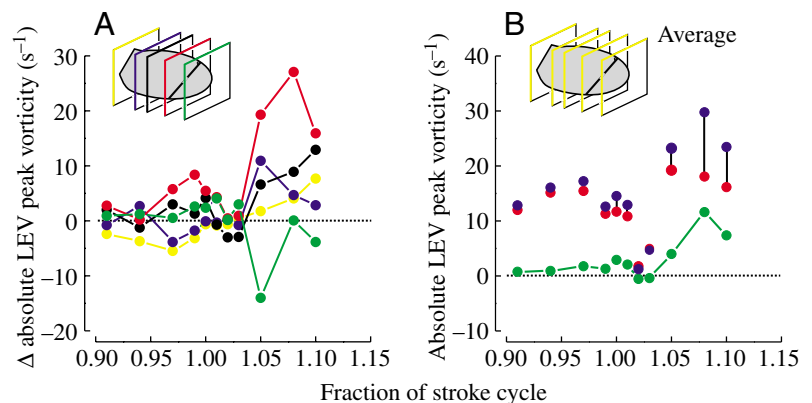 A
Δ absolute LEV peak vorticity (s⁻¹)
30
20
10
0
–10
–20
0.90 0.95 1.00 1.05 1.10 1.15
B
Average
Absolute LEV peak vorticity (s⁻¹)
40
30
20
10
0
–10
0.90 0.95 1.00 1.05 1.10 1.15
Fraction of stroke cycle